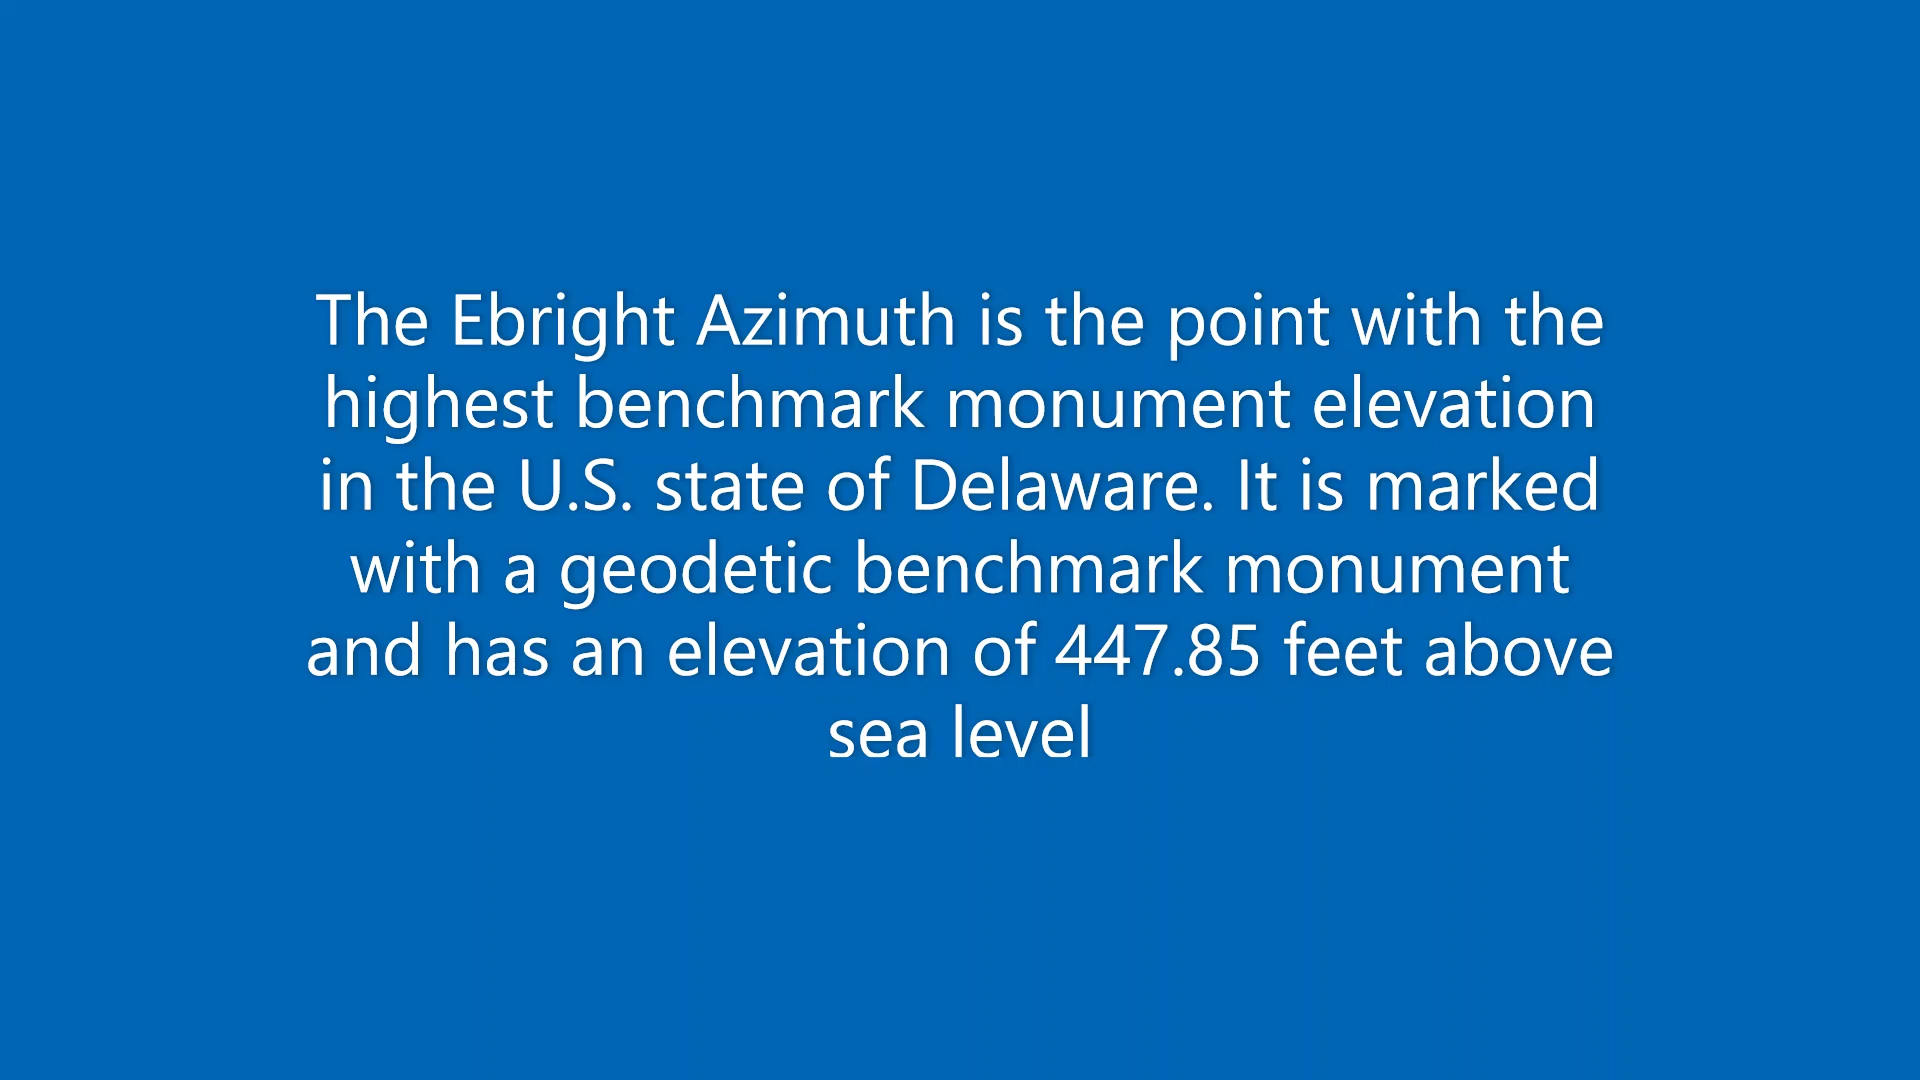 The Ebright Azimuth is the point with the
highest benchmark monument elevation
in the U.S. state of Delaware. It is marked
with a geodetic benchmark monument
and has an elevation of 447.85 feet above
sea level